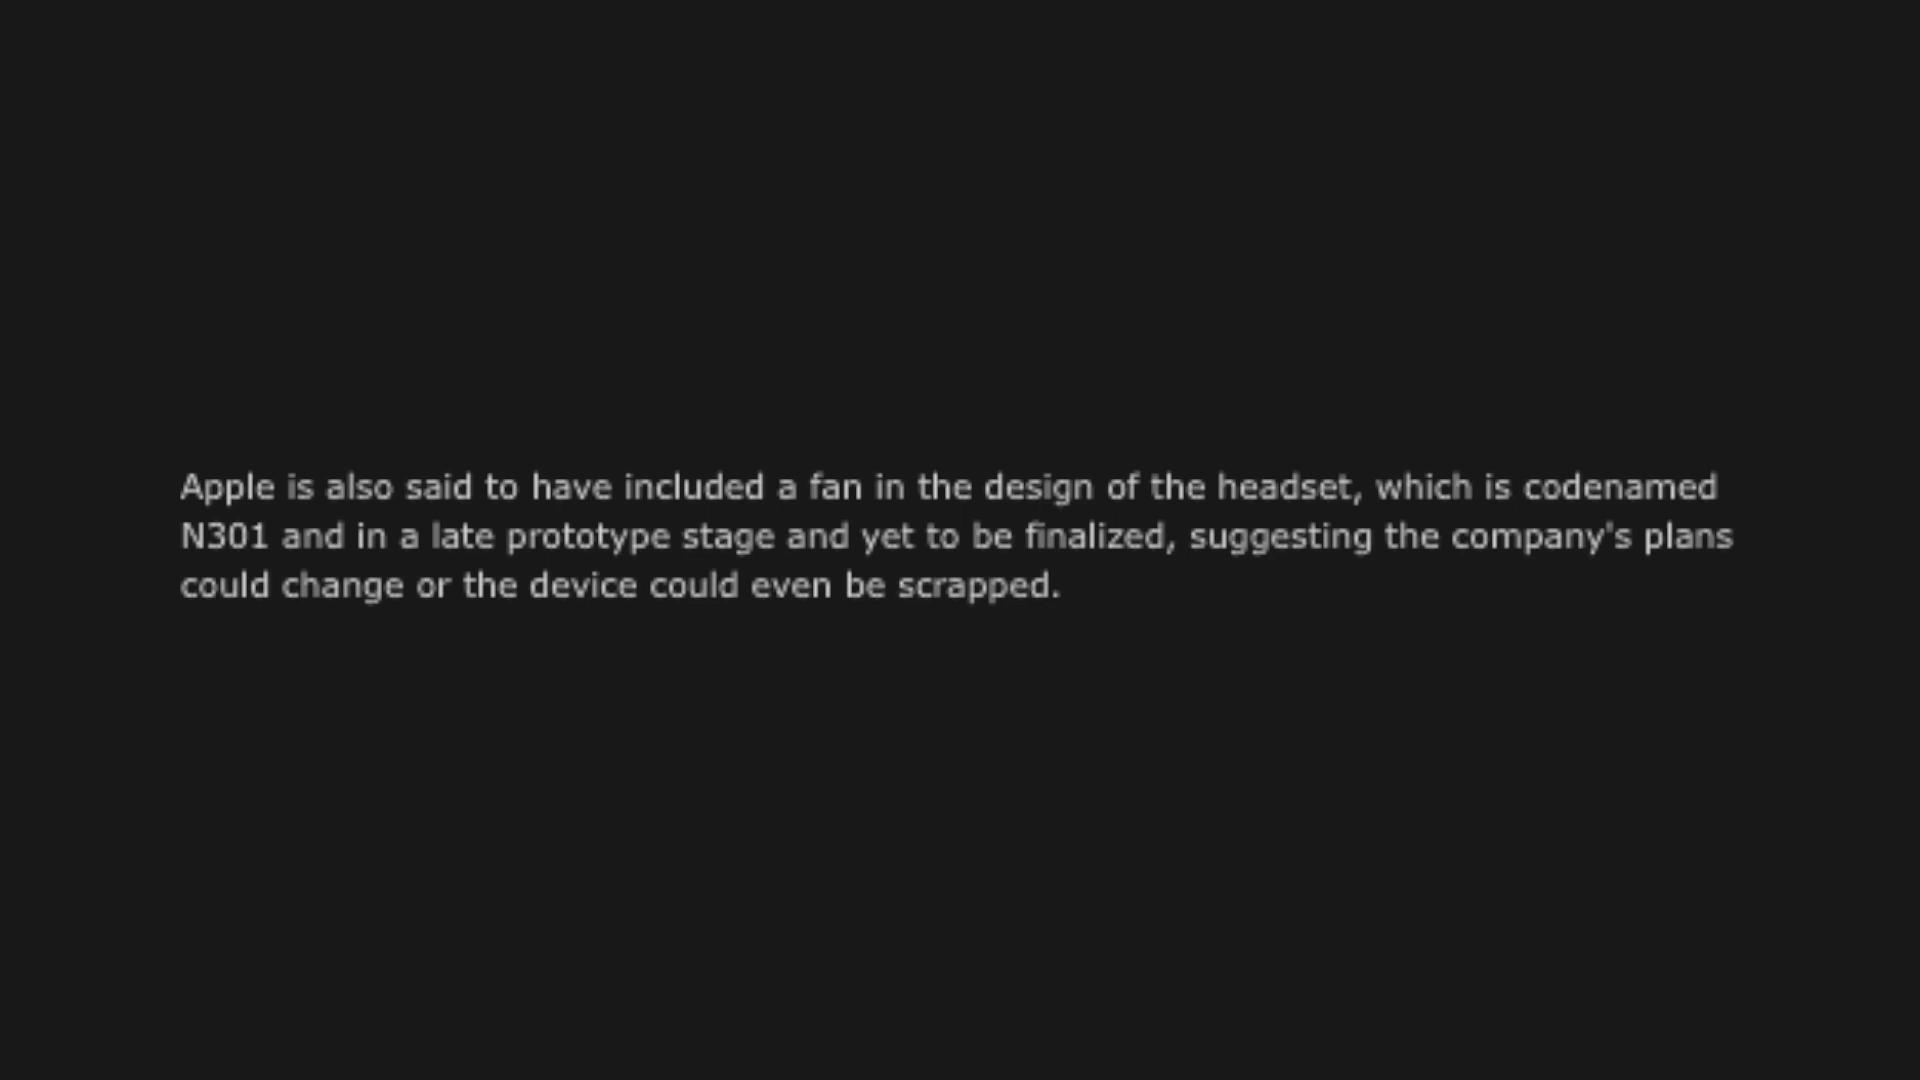 Apple is also said to have included a fan in the design of the headset, which is codenamed
N301 and in a late prototype stage and yet to be finalized, suggesting the company's plans
could change or the device could even be scrapped.